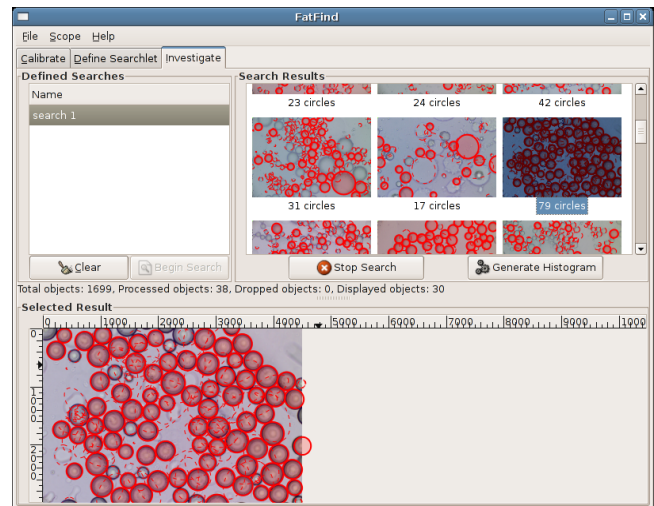 FatFind
File Scope Help
Calibrate Define Searchlet Investigate
Defined Searches
Name
search 1
Clear
Begin Search
Search Results
23 circles 24 circles 42 circles
31 circles 17 circles 79 circles
Stop Search
Generate Histogram
Total objects: 1699, Processed objects: 38, Dropped objects: 0, Displayed objects: 30
Selected Result
0 1000 2000 3000 4000 5000 6000 7000 8000 9000 1000
0
1000
2000